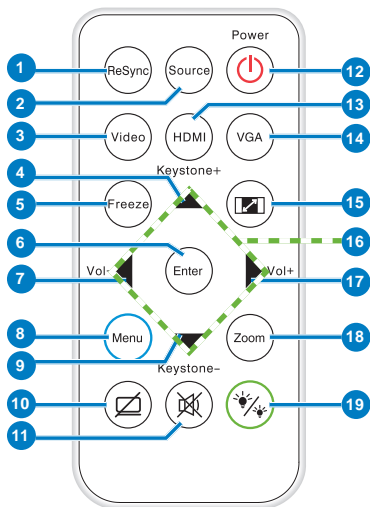 Power
1 ReSync Source 12
2 13
3 Video HDMI VGA 14
4 Keystone+
5 Freeze 15
6 16
7 Vol- Enter Vol+ 17
8 Menu Zoom 18
9 Keystone-
10
11 19